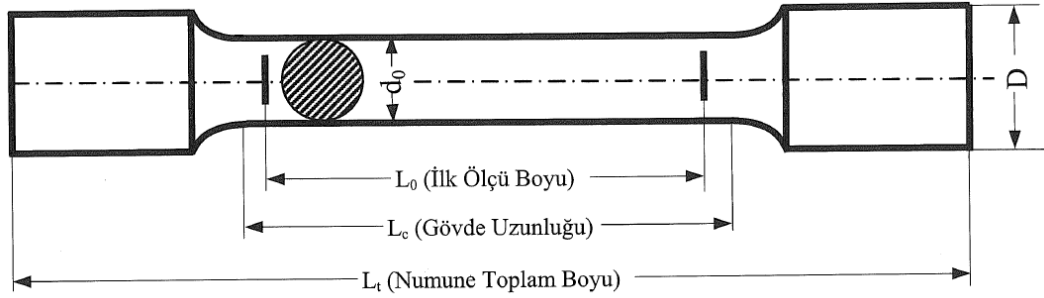 d₀
D
L₀ (İlk Ölçü Boyu)
L꜀ (Gövde Uzunluğu)
Lₜ (Numune Toplam Boyu)